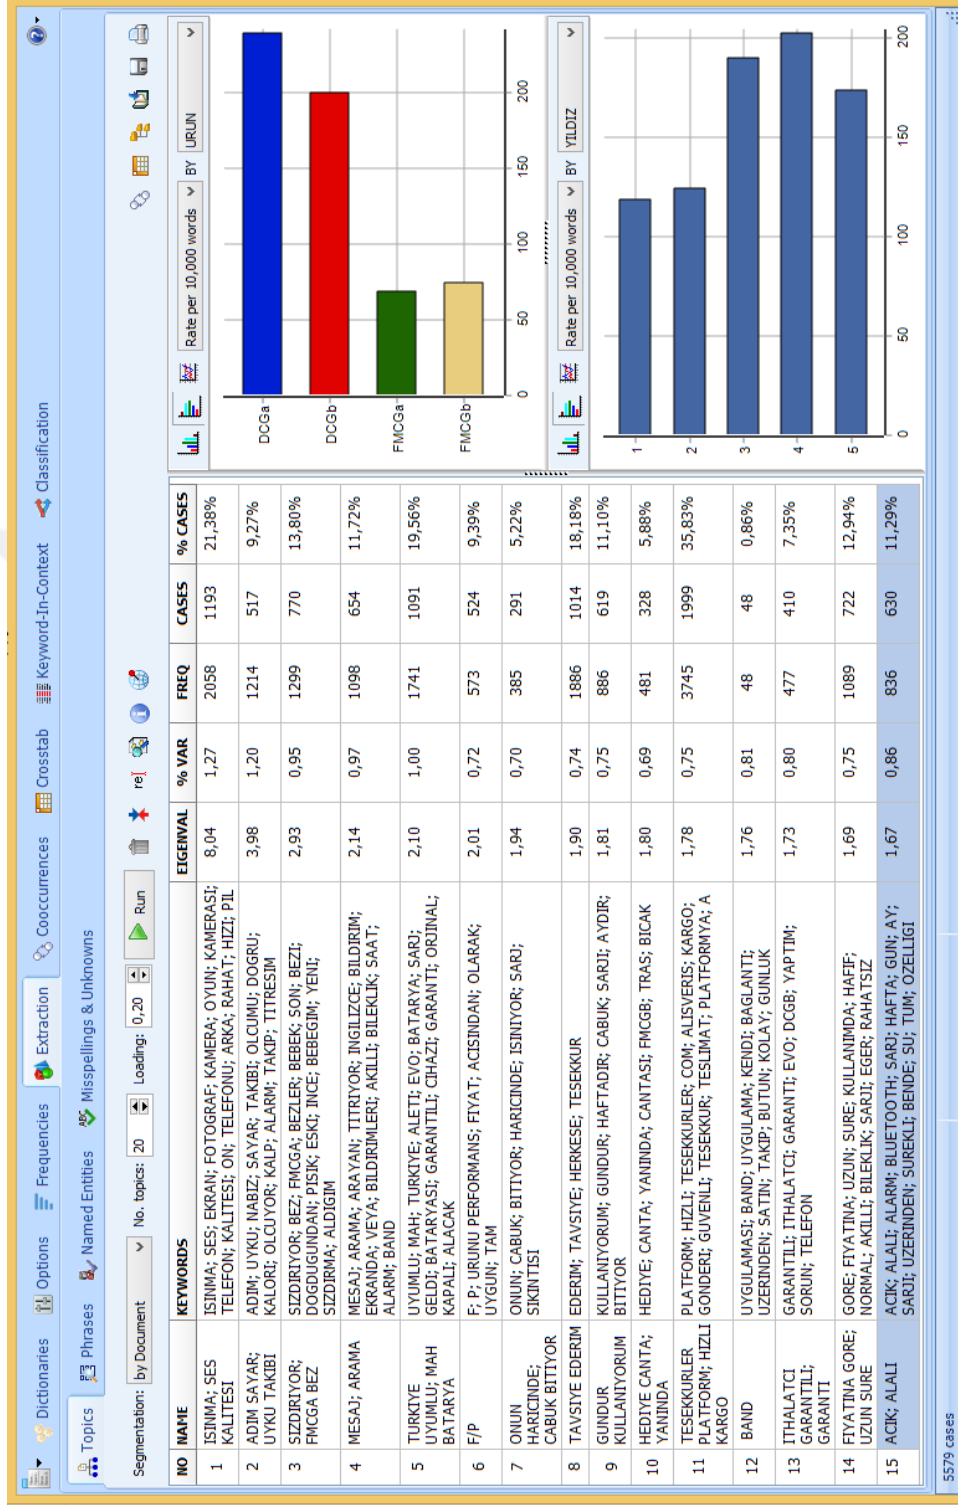 Dictionaries Options Frequencies Extraction Cooccurrences Crosstab Keyword-In-Context Classification
Topics Phrases Named Entities Misspellings & Unknowns
Segmentation: by Document No. topics: 20 Loading: 0,20 Run
NO NAME KEYWORDS EIGENVAL % VAR FREQ CASES % CASES
1 ISINMA; SES KALITESI ISINMA; SES; EKRAN; FOTOGRAF; KAMERA; OYUN; KAMERASI; 8,04 1,27 2058 1193 21,38%
TELEFON; KALITESI; ON; TELEFONU; ARKA; RAHAT; HIZI; PIL
2 ADIM SAYAR; UYKU TAKIBI ADIM; UYKU; NABIZ; SAYAR; TAKIBI; OLCUMU; DOGRU; 3,98 1,20 1214 517 9,27%
KALORI; OLCUYOR; KALP; ALARM; TAKIP; TITRESIM
3 SIZDIRIYOR; FMCGA BEZ SIZDIRIYOR; BEZ; FMCGA; BEZLER; BEBEK; SON; BEZI; 2,93 0,95 1299 770 13,80%
DOGDUGUNDAN; PISIK; ESKI; INCE; BEBEGIM; YENI;
SIZDIRMA; ALDIGIM
4 MESAJ; ARAMA MESAJ; ARAMA; ARAYAN; TITRIYOR; INGILIZCE; BILDIRIM; 2,14 0,97 1098 654 11,72%
EKRANDA; VEYA; BILDIRIMLERI; AKILLI; BILEKLIK; SAAT;
ALARM; BAND
5 TURKIYE UYUMLU; MAH BATARYA UYUMLU; MAH; TURKIYE; ALETI; EVO; BATARYA; SARJ; 2,10 1,00 1741 1091 19,56%
GELDI; BATARYASI; GARANTILI; CIHAZI; GARANTI; ORJINAL;
KAPALI; ALACAK
6 F/P F; P; URUNU PERFORMANS; FIYAT; ACISINDAN; OLARAK; 2,01 0,72 573 524 9,39%
UYGUN; TAM
7 ONUN HARICINDE; CABUK BITIYOR ONUN; CABUK; BITIYOR; HARICINDE; ISINIYOR; SARJ; 1,94 0,70 385 291 5,22%
SIKINTISI
8 TAVSIYE EDERIM EDERIM; TAVSIYE; HERKESE; TESEKKUR 1,90 0,74 1886 1014 18,18%
9 GUNDUR KULLANIYORUM KULLANIYORUM; GUNDUR; HAFTADIR; CABUK; SARJI; AYDIR; 1,81 0,75 886 619 11,10%
BITIYOR
10 HEDIYE CANTA; YANINDA HEDIYE; CANTA; YANINDA; CANTASI; FMCGB; TRAS; BICAK 1,80 0,69 481 328 5,88%
11 TESEKKURLER PLATFORM; HIZLI KARGO PLATFORM; HIZLI; TESEKKURLER; COM; ALISVERIS; KARGO; 1,78 0,75 3745 1999 35,83%
GONDERI; GUVENLI; TESEKKUR; TESLIMAT; PLATFORMYA; A
12 BAND UYGULAMASI; BAND; UYGULAMA; KENDI; BAGLANTI; 1,76 0,81 48 48 0,86%
UZERINDEN; SATIN; TAKIP; BUTUN; KOLAY; GUNLUK
13 ITHALATCI GARANTILI; GARANTI GARANTILI; ITHALATCI; GARANTI; EVO; DCGB; YAPTIM; 1,73 0,80 477 410 7,35%
SORUN; TELEFON
14 FIYATINA GORE; UZUN SURE GORE; FIYATINA; UZUN; SURE; KULLANIMDA; HAFIF; 1,69 0,75 1089 722 12,94%
NORMAL; AKILLI; BILEKLIK; SARJI; EGER; RAHATSIZ
15 ACIK; ALALI ACIK; ALALI; ALARM; BLUETOOTH; SARJ; HAFTA; GUN; AY; 1,67 0,86 836 630 11,29%
SARJI; UZERINDEN; SUREKLI; BENDE; SU; TUM; OZELLIGI
Rate per 10,000 words BY URUN
DCGa
DCGb
FMCGa
FMCGb
0 50 100 150 200
Rate per 10,000 words BY YILDIZ
1
2
3
4
5
0 50 100 150 200
5579 cases